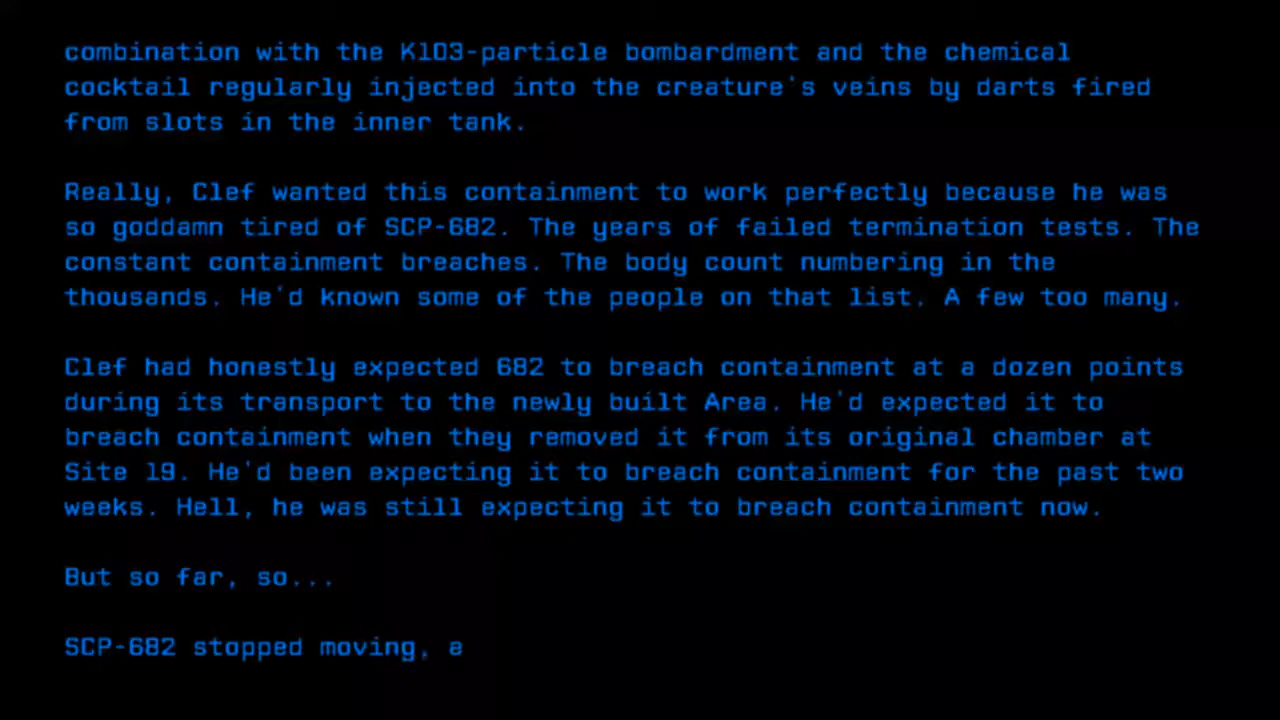 combination with the K103-particle bombardment and the chemical
cocktail regularly injected into the creature's veins by darts fired
from slots in the inner tank.
Really, Clef wanted this containment to work perfectly because he was
so goddamn tired of SCP-682. The years of failed termination tests. The
constant containment breaches. The body count numbering in the
thousands. He'd known some of the people on that list. A few too many.
Clef had honestly expected 682 to breach containment at a dozen points
during its transport to the newly built Area. He'd expected it to
breach containment when they removed it from its original chamber at
Site 19. He'd been expecting it to breach containment for the past two
weeks. Hell, he was still expecting it to breach containment now.
But so far, so...
SCP-682 stopped moving, a